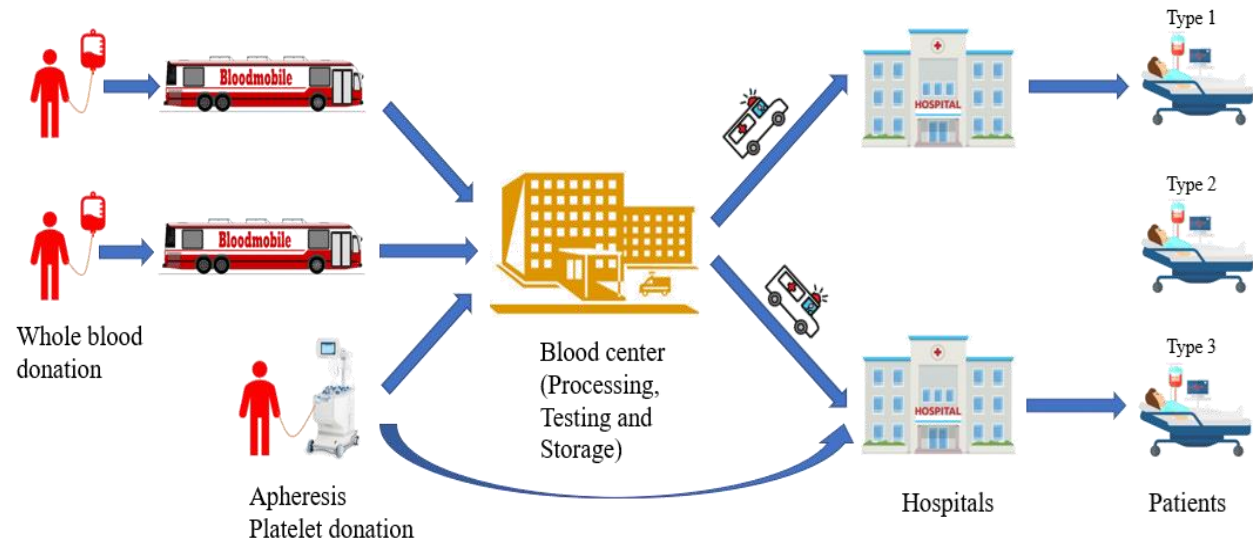 Type 1
Bloodmobile
HOSPITAL
Type 2
Bloodmobile
Whole blood
donation
Blood center
(Processing,
Testing and
Storage)
Type 3
HOSPITAL
Apheresis
Platelet donation
Hospitals
Patients